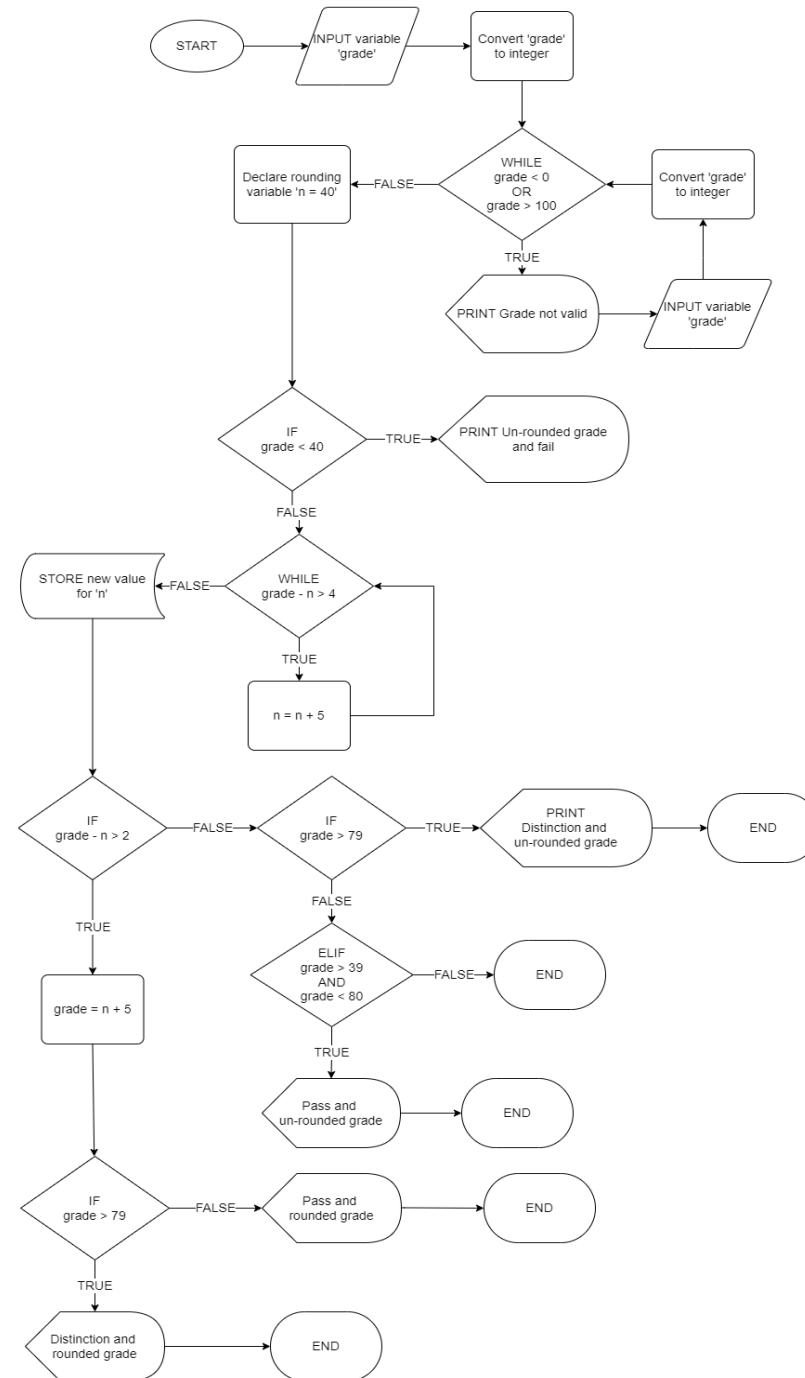 START
INPUT variable
'grade'
Convert 'grade'
to integer
WHILE
grade < 0
OR
grade > 100
FALSE
Declare rounding
variable 'n = 40'
Convert 'grade'
to integer
TRUE
PRINT Grade not valid
INPUT variable
'grade'
IF
grade < 40
TRUE
PRINT Un-rounded grade
and fail
FALSE
WHILE
grade - n > 4
FALSE
STORE new value
for 'n'
TRUE
n = n + 5
IF
grade - n > 2
FALSE
IF
grade > 79
TRUE
PRINT
Distinction and
un-rounded grade
END
TRUE
FALSE
grade = n + 5
ELIF
grade > 39
AND
grade < 80
FALSE
END
TRUE
Pass and
un-rounded grade
END
IF
grade > 79
FALSE
Pass and
rounded grade
END
TRUE
Distinction and
rounded grade
END